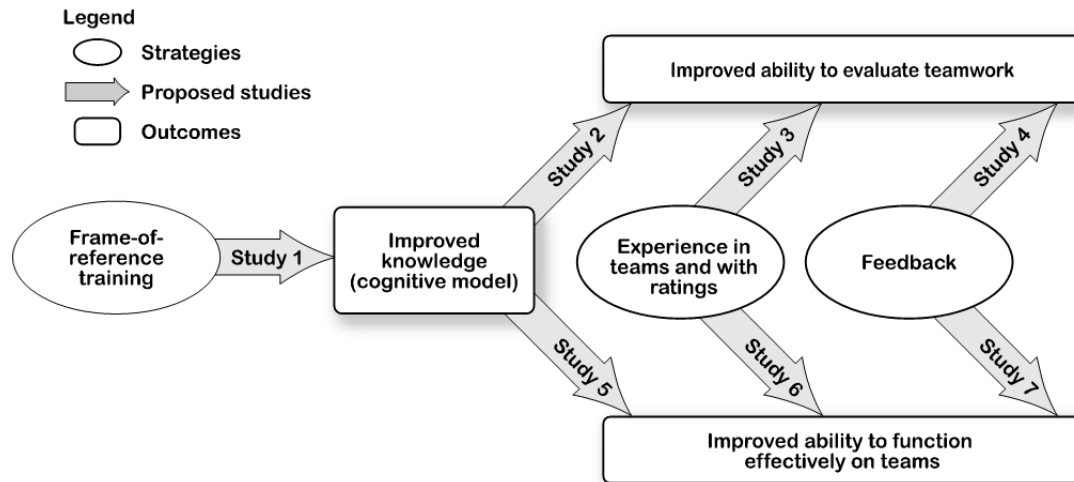 Legend
Strategies
Proposed studies
Outcomes
Improved ability to evaluate teamwork
Study 2
Study 3
Study 4
Frame-of-
reference
training
Study 1
Improved
knowledge
(cognitive model)
Experience in
teams and with
ratings
Feedback
Study 5
Study 6
Study 7
Improved ability to function
effectively on teams